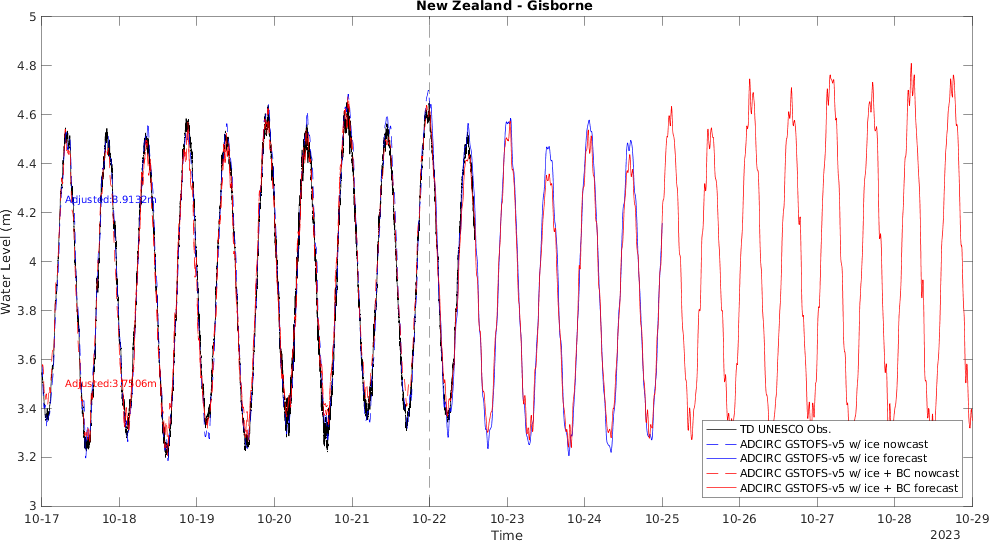 New Zealand - Gisborne
5
4.8
4.6
4.4
4.2
4
3.8
3.6
3.4
3.2
3
Water Level (m)
Adjusted:3.9132m
Adjusted:3.7506m
TD UNESCO Obs.
ADCIRC GSTOFS-v5 w/ ice nowcast
ADCIRC GSTOFS-v5 w/ ice forecast
ADCIRC GSTOFS-v5 w/ ice + BC nowcast
ADCIRC GSTOFS-v5 w/ ice + BC forecast
10-17 10-18 10-19 10-20 10-21 10-22 10-23 10-24 10-25 10-26 10-27 10-28 10-29
Time
2023